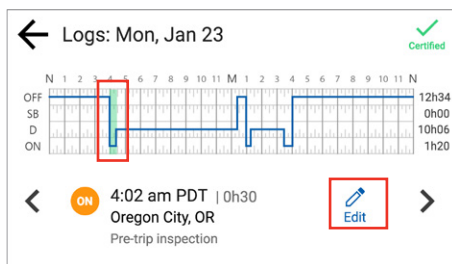 Logs: Mon, Jan 23
Certified
N 1 2 3 4 5 6 7 8 9 10 11 M 1 2 3 4 5 6 7 8 9 10 11 N
OFF 12h34
SB 0h00
D 10h06
ON 1h20
ON 4:02 am PDT | 0h30
Oregon City, OR
Pre-trip inspection
Edit